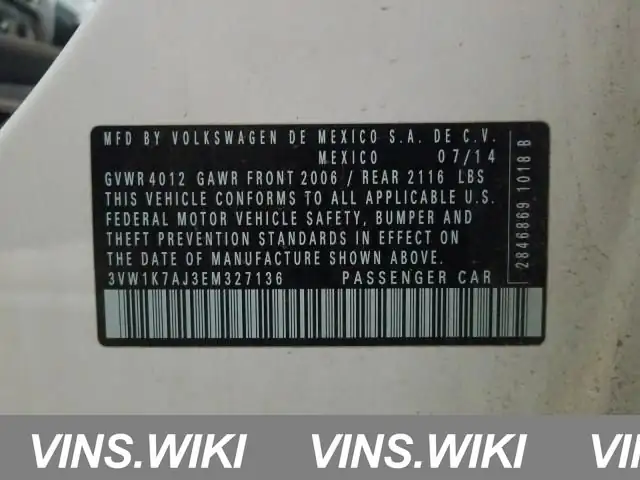 MFD BY VOLKSWAGEN DE MEXICO S.A. DE C.V.
MEXICO 07/14
GVWR 4012 GAWR FRONT 2006 / REAR 2116 LBS
THIS VEHICLE CONFORMS TO ALL APPLICABLE U.S.
FEDERAL MOTOR VEHICLE SAFETY, BUMPER AND
THEFT PREVENTION STANDARDS IN EFFECT ON
THE DATE OF MANUFACTURE SHOWN ABOVE.
3VW1K7AJ3EM327136 PASSENGER CAR
2846869 1018 B
VINS.WIKI VINS.WIKI VI